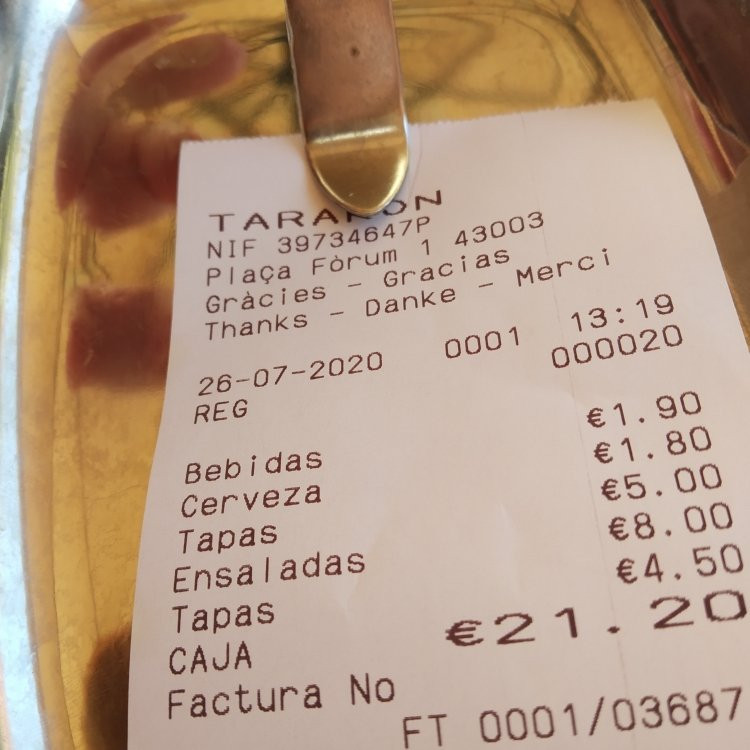 TARAKON
NIF 39734647P
Plaça Fòrum 1 43003
Gràcies - Gracias
Thanks - Danke - Merci
26-07-2020 0001 13:19
REG 000020
Bebidas €1.90
Cerveza €1.80
Tapas €5.00
Ensaladas €8.00
Tapas €4.50
CAJA €21.20
Factura No
FT 0001/03687